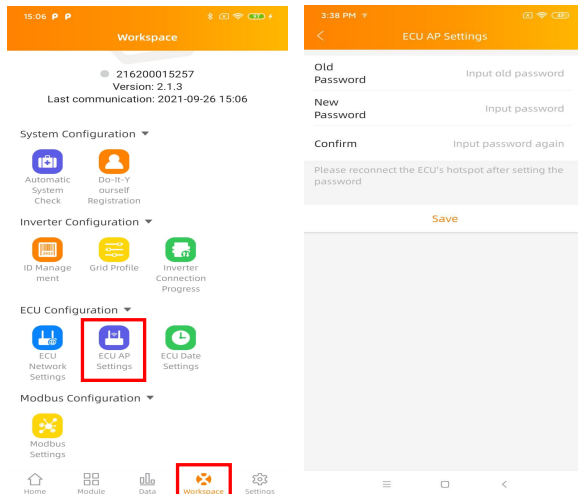 15:06 P P
97
Workspace
216200015257
Version: 2.1.3
Last communication: 2021-09-26 15:06
System Configuration
Automatic
System
Check
Do-It-Y
ourself
Registration
Inverter Configuration
ID Manage
ment
Grid Profile
Inverter
Connection
Progress
ECU Configuration
ECU
Network
Settings
ECU AP
Settings
ECU Date
Settings
Modbus Configuration
Modbus
Settings
Home
Module
Data
Workspace
Settings
3:38 PM
ECU AP Settings
Old
Password
Input old password
New
Password
Input password
Confirm
Input password again
Please reconnect the ECU's hotspot after setting the
password
Save